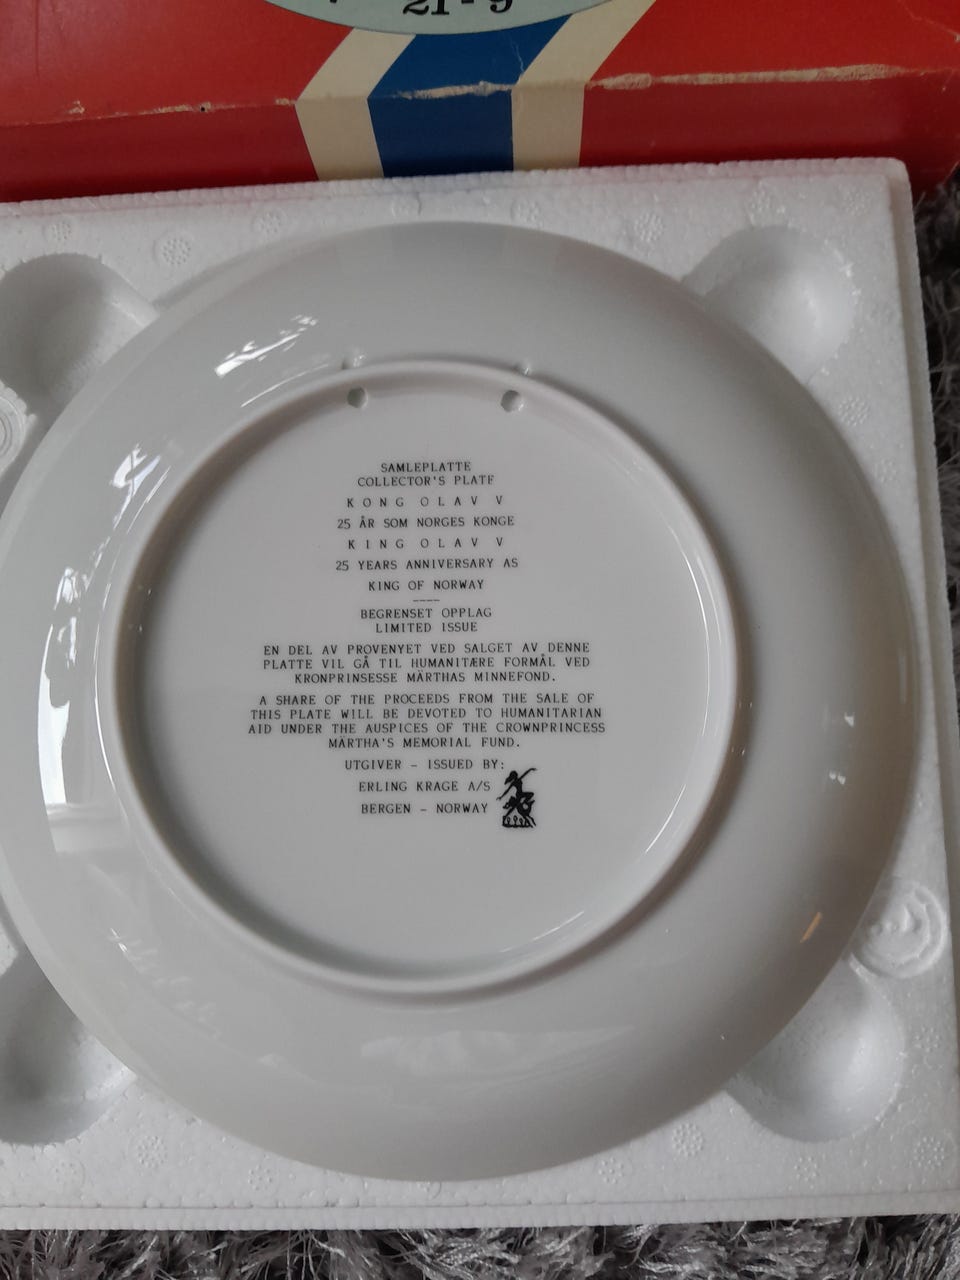 21-9
SAMLEPLATTE
COLLECTOR'S PLATE
KONG OLAV V
25 ÅR SOM NORGES KONGE
KING OLAV V
25 YEARS ANNIVERSARY AS
KING OF NORWAY
BEGRENSET OPPLAG
LIMITED ISSUE
EN DEL AV PROVENYET VED SALGET AV DENNE
PLATTE VIL GÅ TIL HUMANITÆRE FORMÅL VED
KRONPRINSESSE MÄRTHAS MINNEFOND.
A SHARE OF THE PROCEEDS FROM THE SALE OF
THIS PLATE WILL BE DEVOTED TO HUMANITARIAN
AID UNDER THE AUSPICES OF THE CROWNPRINCESS
MÄRTHA'S MEMORIAL FUND.
UTGIVER - ISSUED BY:
ERLING KRAGE A/S
BERGEN - NORWAY